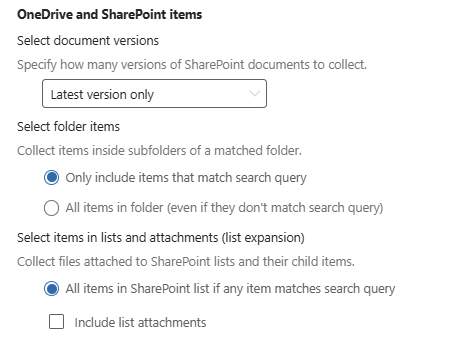 OneDrive and SharePoint items
Select document versions
Specify how many versions of SharePoint documents to collect.
Latest version only
Select folder items
Collect items inside subfolders of a matched folder.
Only include items that match search query
All items in folder (even if they don't match search query)
Select items in lists and attachments (list expansion)
Collect files attached to SharePoint lists and their child items.
All items in SharePoint list if any item matches search query
Include list attachments